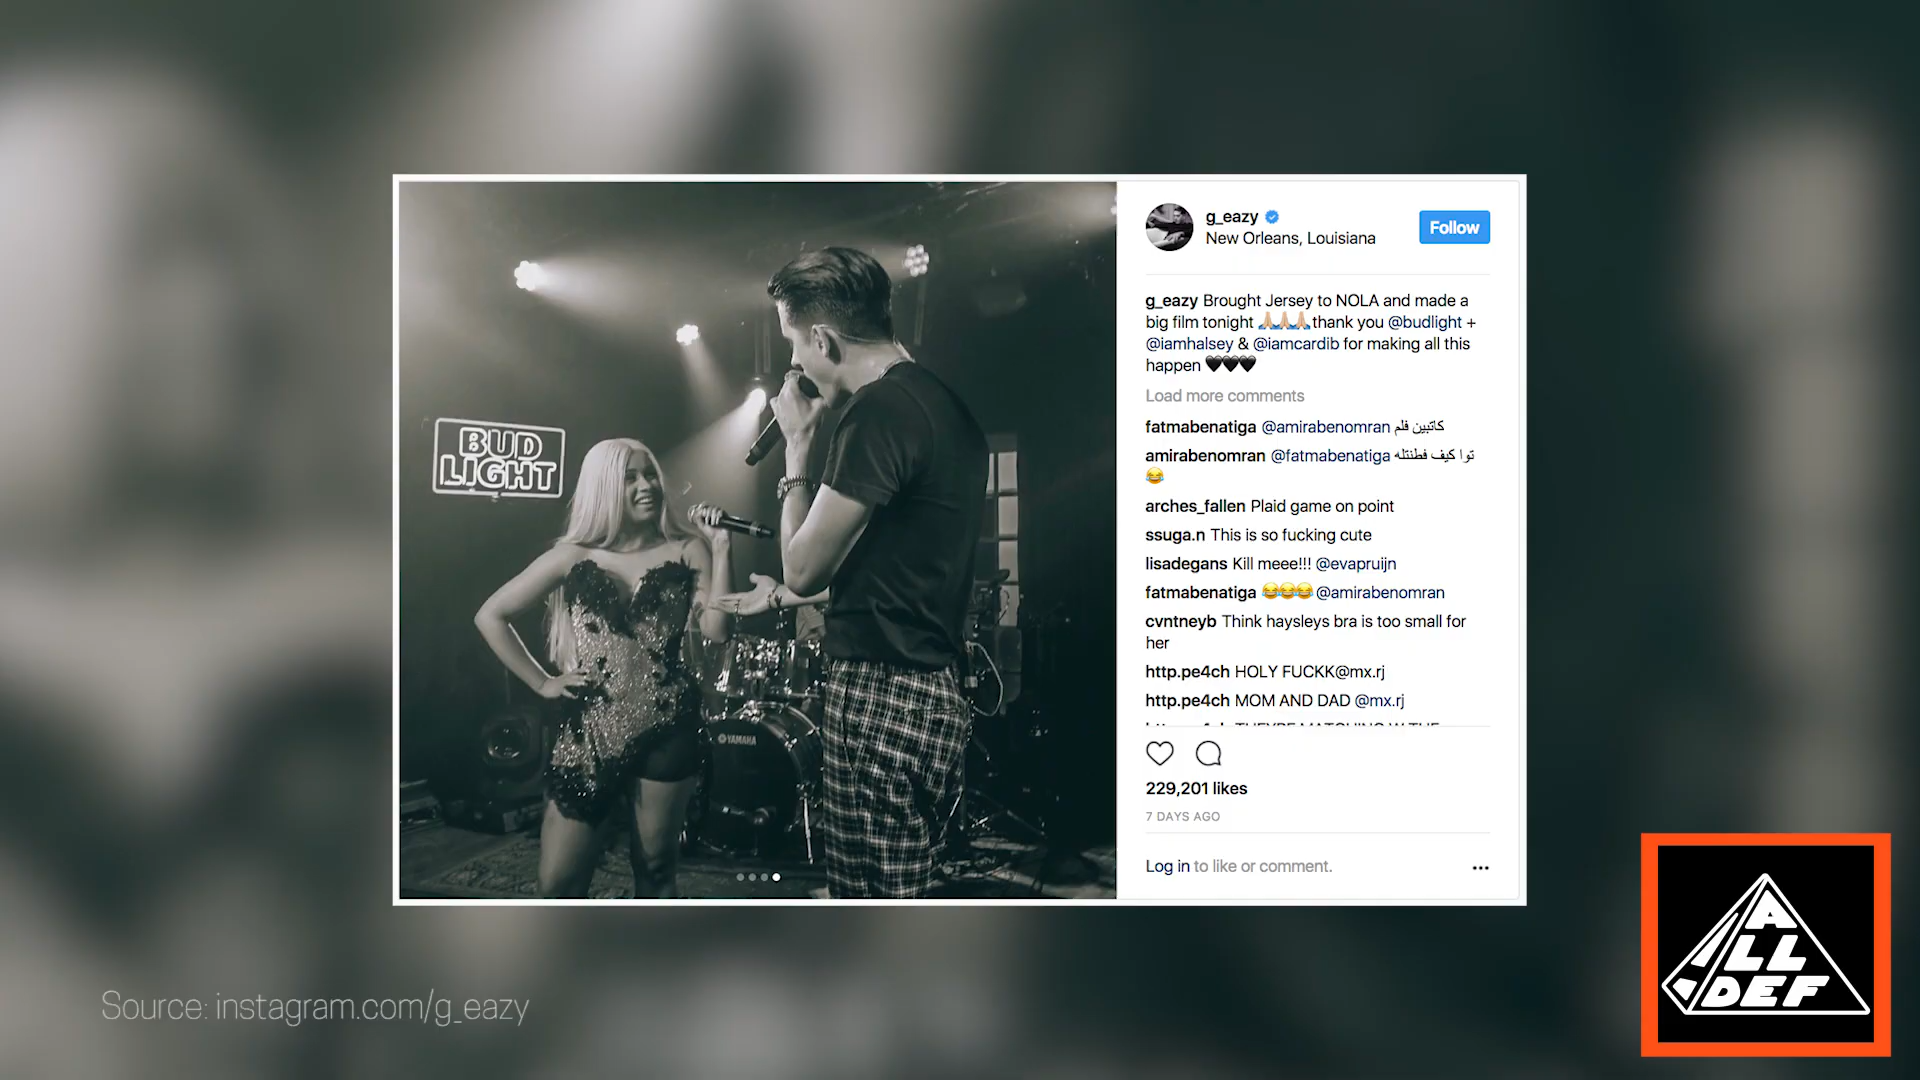 g_eazy
New Orleans, Louisiana
Follow
g_eazy Brought Jersey to NOLA and made a
big film tonight 🙏🏼🙏🏼🙏🏼thank you @budlight +
@iamhalsey & @iamcardib for making all this
happen 🖤🖤🖤
Load more comments
fatmabenatiga @amirabenomran كاتبين فلم
amirabenomran @fatmabenatiga توا كيف فطنتله
😂
arches_fallen Plaid game on point
ssuga.n This is so fucking cute
lisadegans Kill meee!!! @evapruijn
fatmabenatiga 😂😂😂@amirabenomran
cvntneyb Think haysleys bra is too small for
her
http.pe4ch HOLY FUCKK@mx.rj
http.pe4ch MOM AND DAD @mx.rj
229,201 likes
7 DAYS AGO
Log in to like or comment.
BUD
LIGHT
YAMAHA
Source: instagram.com/g_eazy
A
LL
DEF